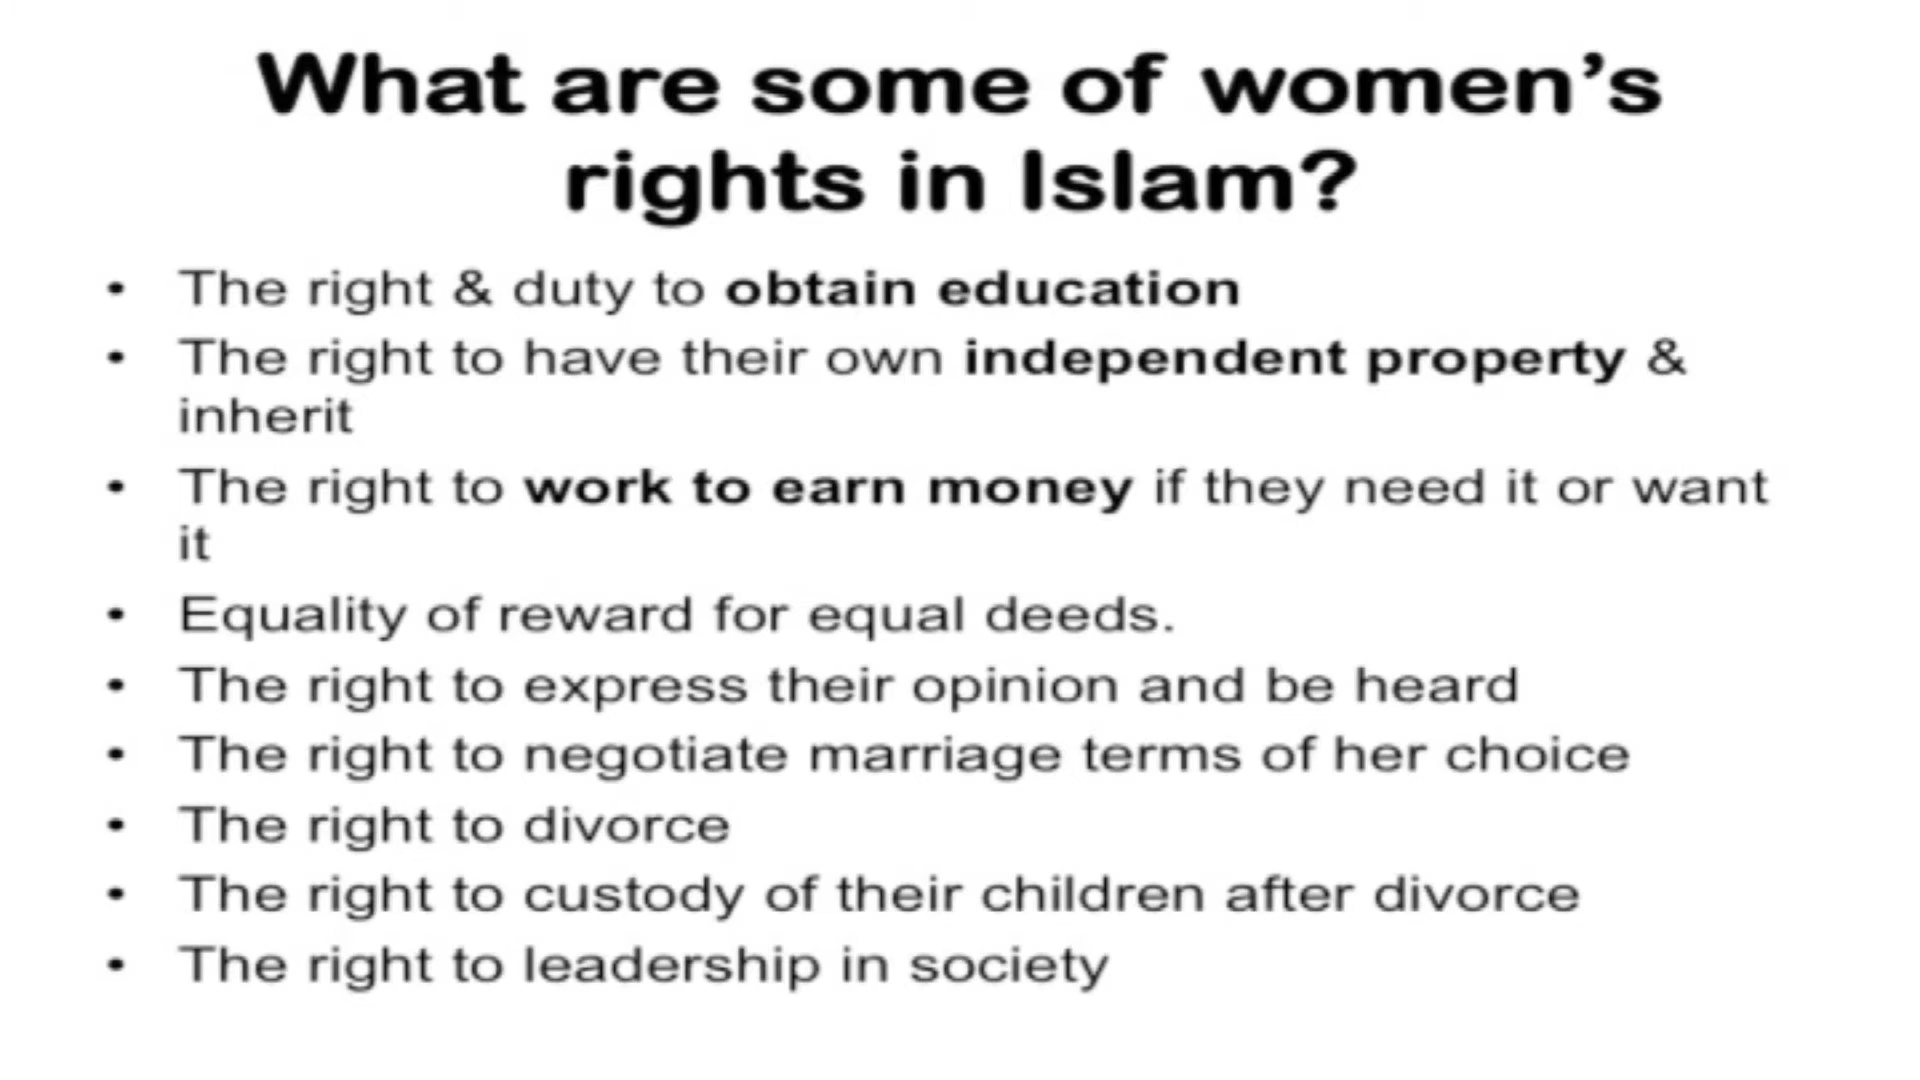 What are some of women’s
rights in Islam?
• The right & duty to obtain education
• The right to have their own independent property &
inherit
• The right to work to earn money if they need it or want
it
• Equality of reward for equal deeds.
• The right to express their opinion and be heard
• The right to negotiate marriage terms of her choice
• The right to divorce
• The right to custody of their children after divorce
• The right to leadership in society